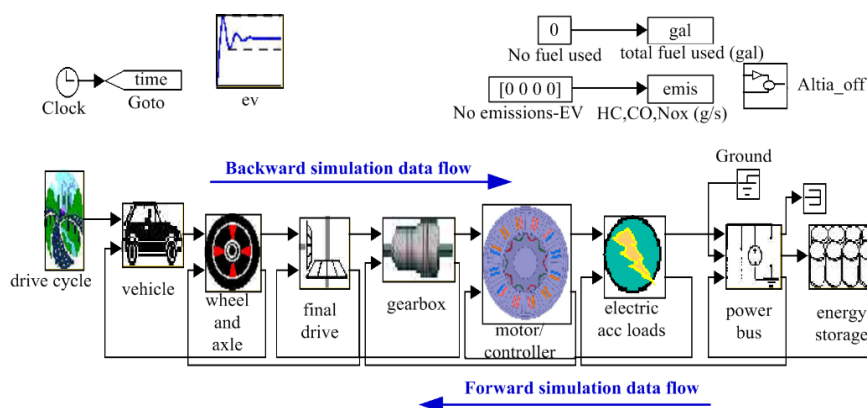 0
gal
No fuel used
total fuel used (gal)
time
Clock
Goto
ev
[0 0 0 0]
emis
No emissions-EV
HC,CO,Nox (g/s)
Altia_off
Backward simulation data flow
Ground
drive cycle
vehicle
wheel
and
axle
final
drive
gearbox
motor/
controller
electric
acc loads
power
bus
energy
storage
Forward simulation data flow